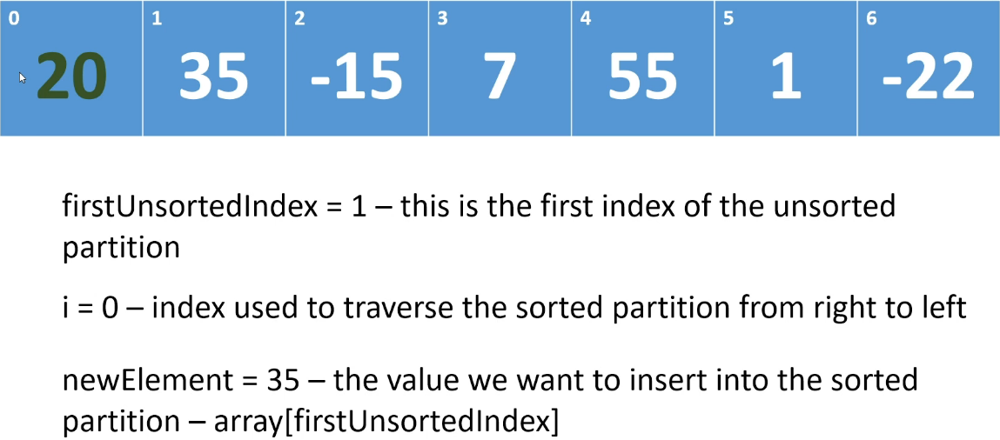 0 1 2 3 4 5 6
20 35 -15 7 55 1 -22
firstUnsortedIndex = 1 – this is the first index of the unsorted
partition
i = 0 – index used to traverse the sorted partition from right to left
newElement = 35 – the value we want to insert into the sorted
partition – array[firstUnsortedIndex]